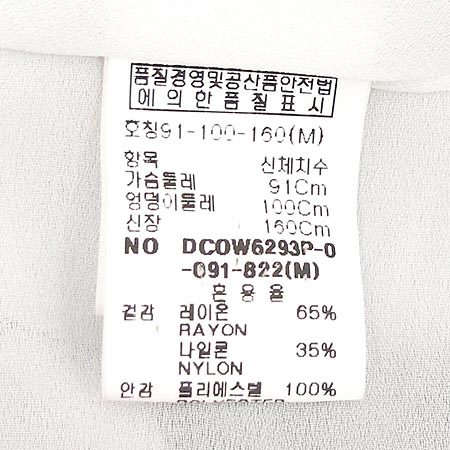 품질경영및공산품안전법
에 의 한 품 질 표 시
호칭91-100-160(M)
항목 신체치수
가슴둘레 91Cm
엉덩이둘레 100Cm
신장 160Cm
NO DCOW6293P-0
-091-822(M)
혼 용 율
겉감 레이온 65%
RAYON
나일론 35%
NYLON
안감 폴리에스텔 100%
POLYESTER